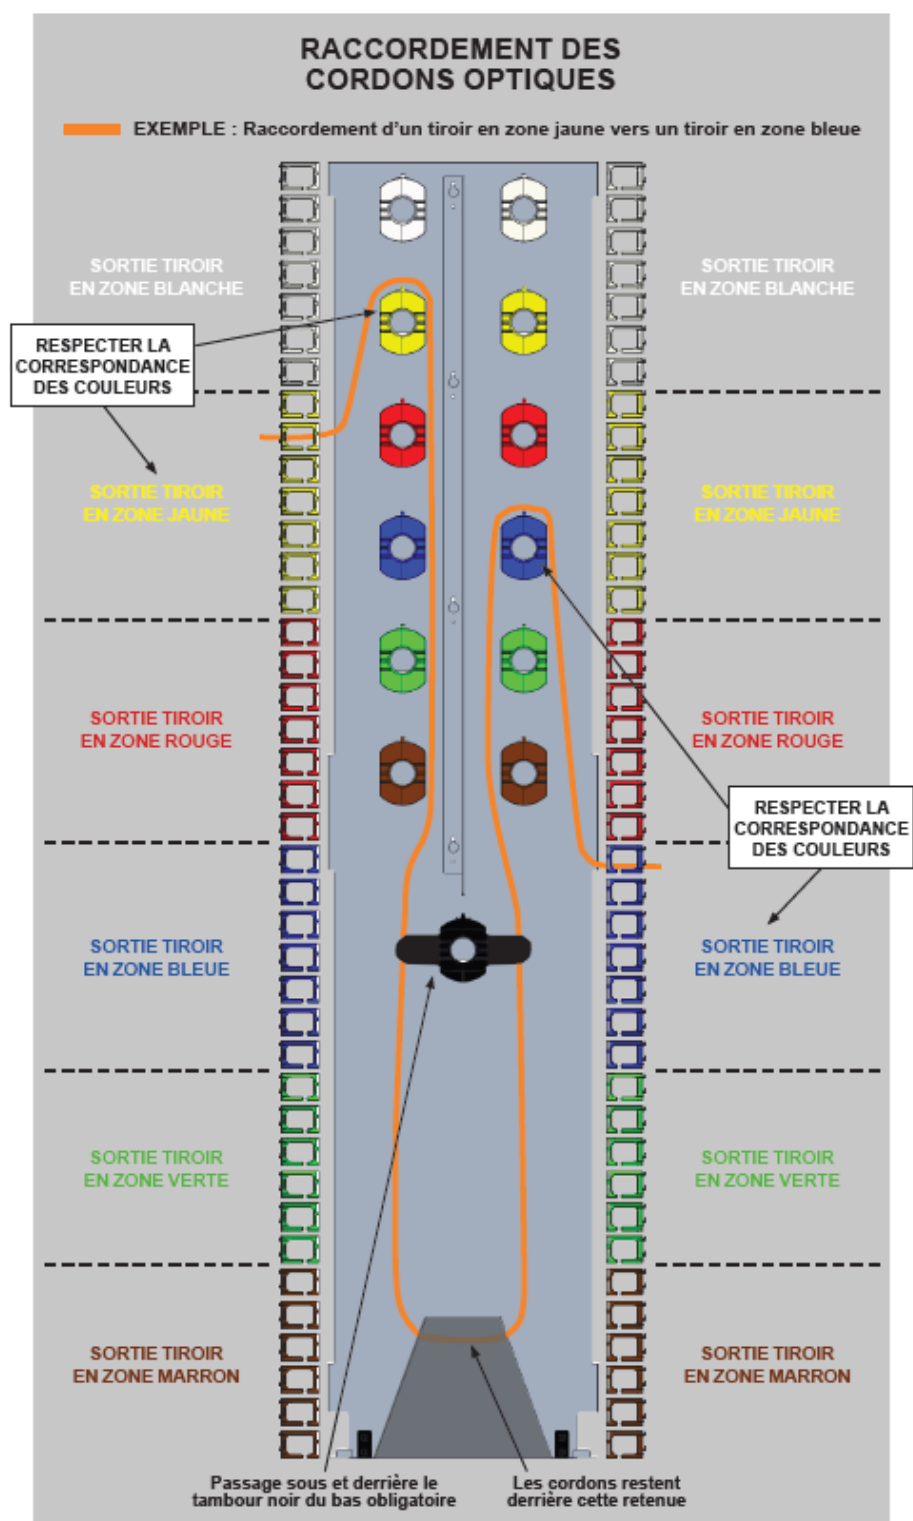 RACCORDEMENT DES
CORDONS OPTIQUES
EXEMPLE : Raccordement d'un tiroir en zone jaune vers un tiroir en zone bleue
SORTIE TIROIR
EN ZONE BLANCHE
SORTIE TIROIR
EN ZONE BLANCHE
RESPECTER LA
CORRESPONDANCE
DES COULEURS
SORTIE TIROIR
EN ZONE JAUNE
SORTIE TIROIR
EN ZONE JAUNE
SORTIE TIROIR
EN ZONE ROUGE
SORTIE TIROIR
EN ZONE ROUGE
RESPECTER LA
CORRESPONDANCE
DES COULEURS
SORTIE TIROIR
EN ZONE BLEUE
SORTIE TIROIR
EN ZONE BLEUE
SORTIE TIROIR
EN ZONE VERTE
SORTIE TIROIR
EN ZONE VERTE
SORTIE TIROIR
EN ZONE MARRON
SORTIE TIROIR
EN ZONE MARRON
Passage sous et derrière le
tambour noir du bas obligatoire
Les cordons restent
derrière cette retenue